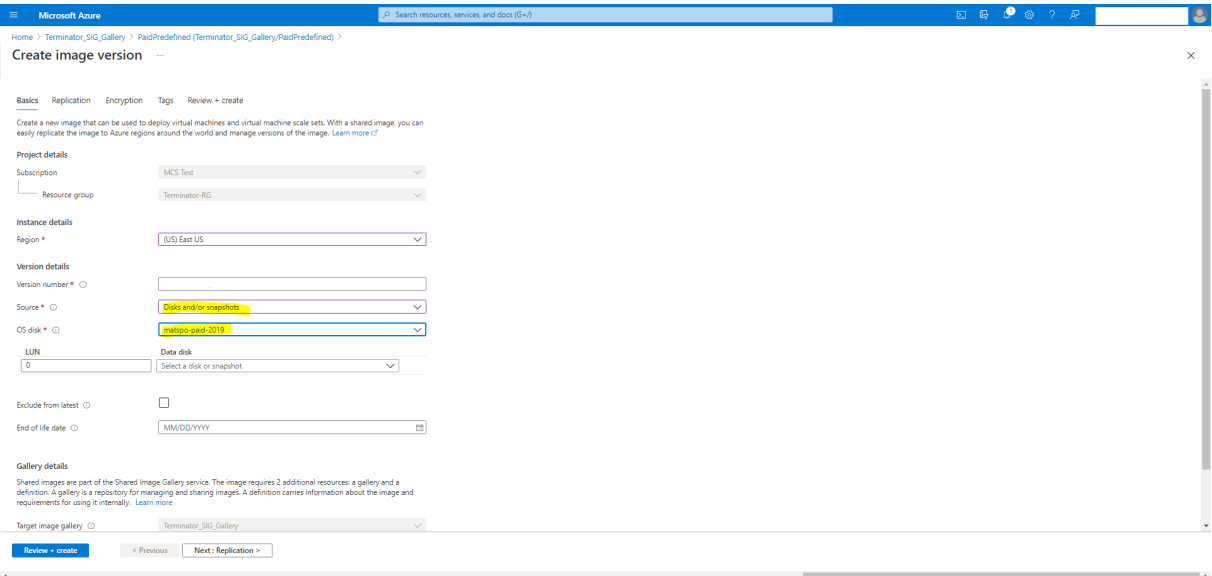 Microsoft Azure
Search resources, services, and docs (G+/)
Home > Terminator_SIG_Gallery > PaidPredefined (Terminator_SIG_Gallery/PaidPredefined) >
Create image version ...
Basics Replication Encryption Tags Review + create
Create a new image that can be used to deploy virtual machines and virtual machine scale sets. With a shared image, you can
easily replicate the image to Azure regions around the world and manage versions of the image. Learn more
Project details
Subscription MCS Test
Resource group Terminator-RG
Instance details
Region * (US) East US
Version details
Version number *
Source * Disks and/or snapshots
OS disk * matspo-paid-2019
LUN Data disk
0 Select a disk or snapshot
Exclude from latest
End of life date MM/DD/YYYY
Gallery details
Shared images are part of the Shared Image Gallery service. The image requires 2 additional resources: a gallery and a
definition. A gallery is a repository for managing and sharing images. A definition carries information about the image and
requirements for using it internally. Learn more
Target image gallery Terminator_SIG_Gallery
Review + create < Previous Next : Replication >